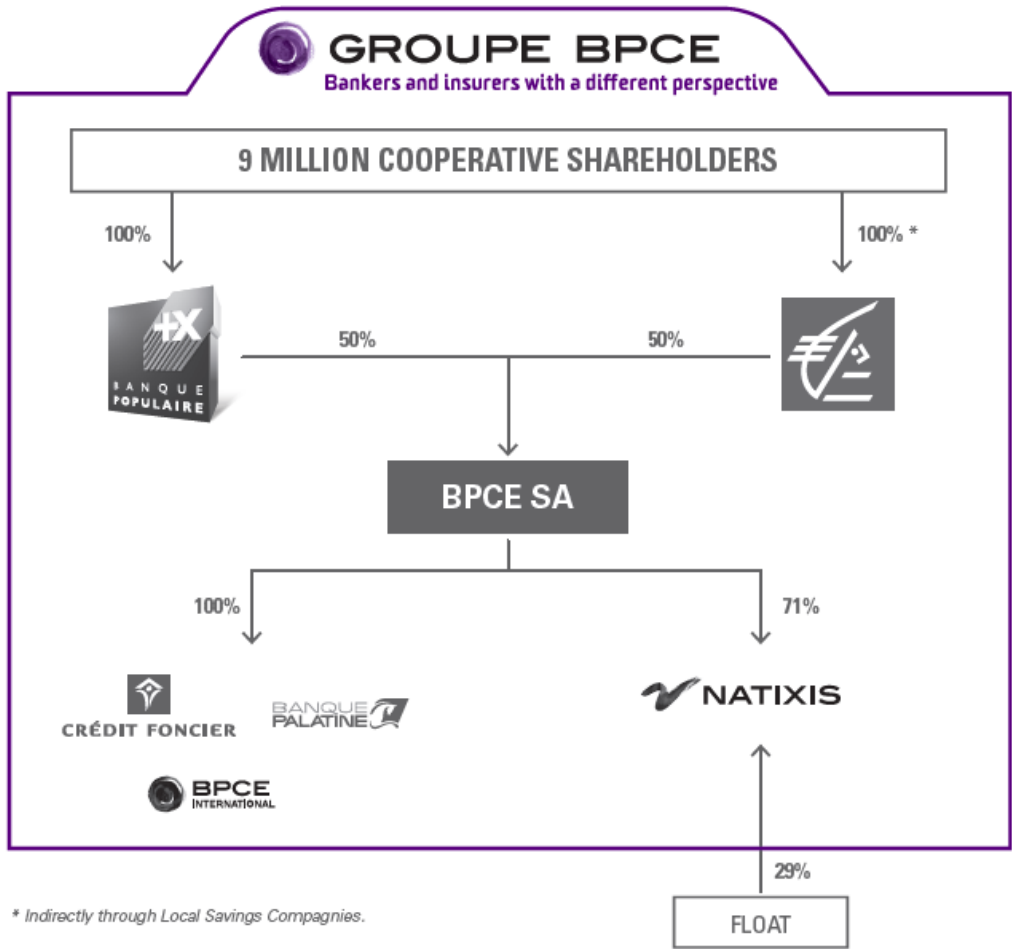 GROUPE BPCE
Bankers and insurers with a different perspective
9 MILLION COOPERATIVE SHAREHOLDERS
100%
100% *
+X
BANQUE
POPULAIRE
50%
50%
BPCE SA
100%
71%
CRÉDIT FONCIER
BANQUE
PALATINE
NATIXIS
BPCE
INTERNATIONAL
29%
FLOAT
* Indirectly through Local Savings Compagnies.